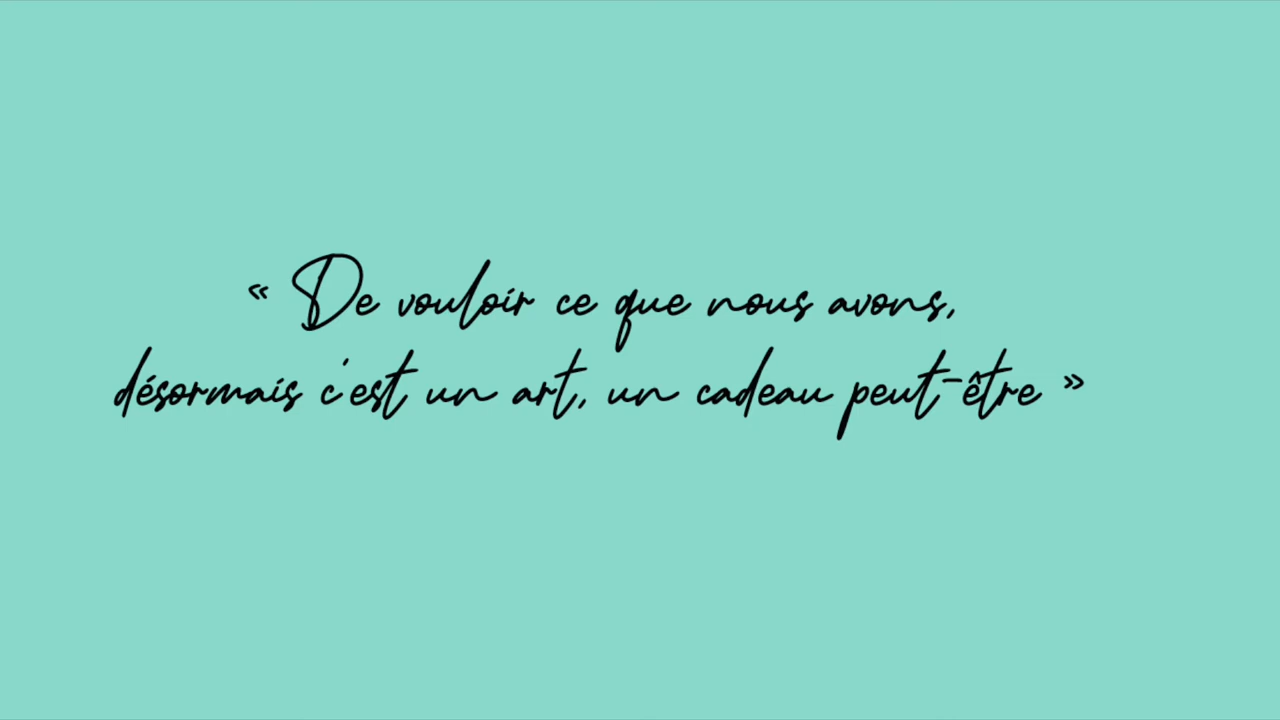 « De vouloir ce que nous avons,
désormais c'est un art, un cadeau peut-être »